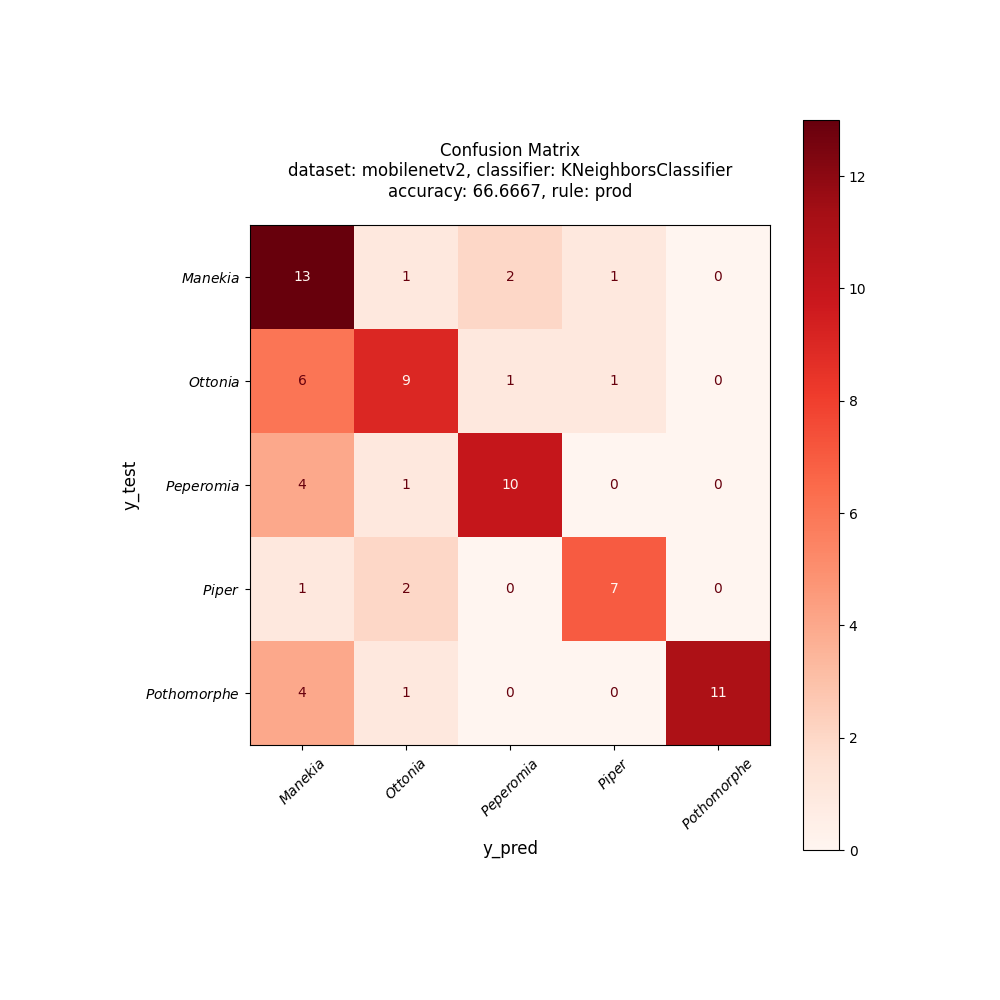 Confusion Matrix
dataset: mobilenetv2, classifier: KNeighborsClassifier
accuracy: 66.6667, rule: prod
Manekia 13 1 2 1 0
Ottonia 6 9 1 1 0
Peperomia 4 1 10 0 0
Piper 1 2 0 7 0
Pothomorphe 4 1 0 0 11
y_test
Manekia Ottonia Peperomia Piper Pothomorphe
y_pred
12
10
8
6
4
2
0